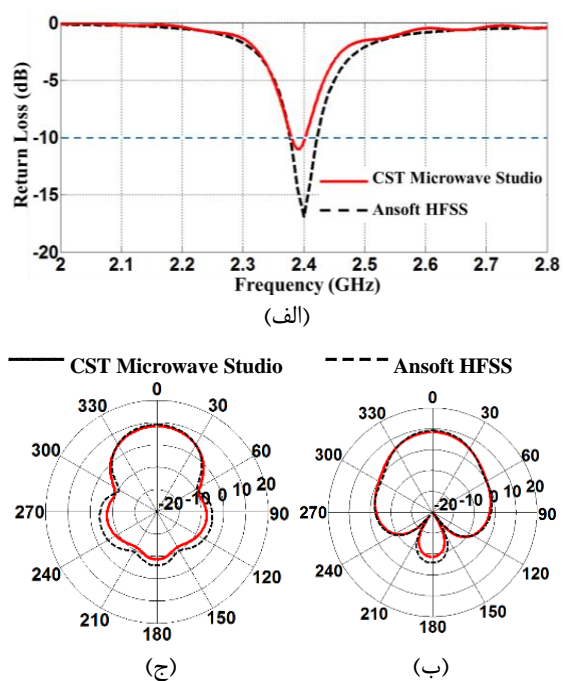 0
-5
-10
-15
-20
Return Loss (dB)
CST Microwave Studio
Ansoft HFSS
2 2.1 2.2 2.3 2.4 2.5 2.6 2.7 2.8
Frequency (GHz)
(الف)
CST Microwave Studio
Ansoft HFSS
0
330 30
300 60
-20 -10 0 10 20
270 90
240 120
210 150
180
(ج)
0
330 30
300 60
-20 -10 0 10 20
270 90
240 120
210 150
180
(ب)